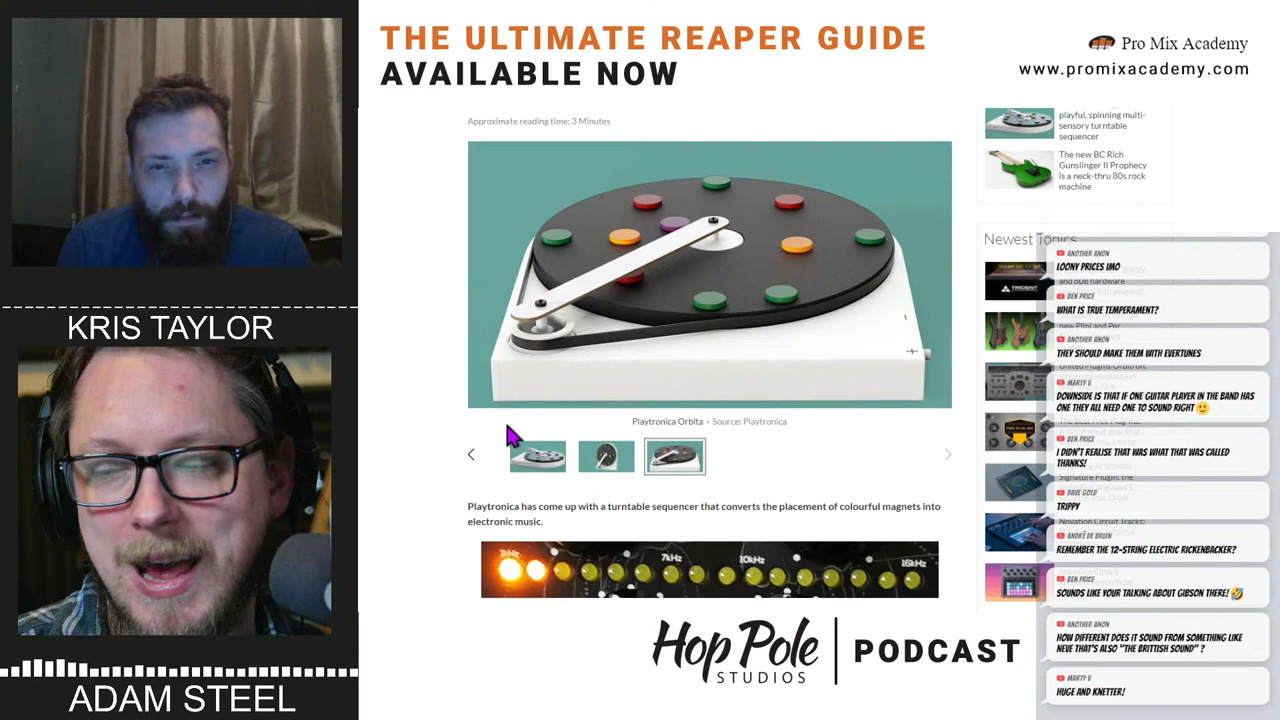 THE ULTIMATE REAPER GUIDE
AVAILABLE NOW
Pro Mix Academy
www.promixacademy.com
KRIS TAYLOR
ADAM STEEL
Approximate reading time: 3 Minutes
Playtronica Orbita • Source: Playtronica
Playtronica has come up with a turntable sequencer that converts the placement of colourful magnets into
electronic music.
7kHz
10kHz
16kHz
playful, spinning multi-
sensory turntable
sequencer
The new BC Rich
Gunslinger II Prophecy
is a neck-thru 80s rock
machine
Newest Topics
TRIDENT
ANOTHER ANON
LOONY PRICES IMO
BEN PRICE
WHAT IS TRUE TEMPERAMENT?
ANOTHER ANON
THEY SHOULD MAKE THEM WITH EVERTUNES
MARTY V
DOWNSIDE IS THAT IF ONE GUITAR PLAYER IN THE BAND HAS
ONE THEY ALL NEED ONE TO SOUND RIGHT
BEN PRICE
I DIDN'T REALISE THAT WAS WHAT THAT WAS CALLED
THANKS!
DAVE GOLD
TRIPPY
ANDRÉ DE BRUIN
REMEMBER THE 12-STRING ELECTRIC RICKENBACKER?
BEN PRICE
SOUNDS LIKE YOUR TALKING ABOUT GIBSON THERE! 🤣
ANOTHER ANON
HOW DIFFERENT DOES IT SOUND FROM SOMETHING LIKE
NEVE THAT'S ALSO "THE BRITTISH SOUND" ?
MARTY V
HUGE AND KNETTER!
Hop Pole
STUDIOS
PODCAST